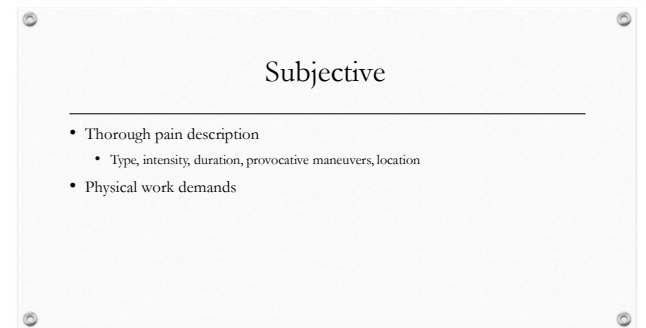 Subjective
• Thorough pain description
• Type, intensity, duration, provocative maneuvers, location
• Physical work demands